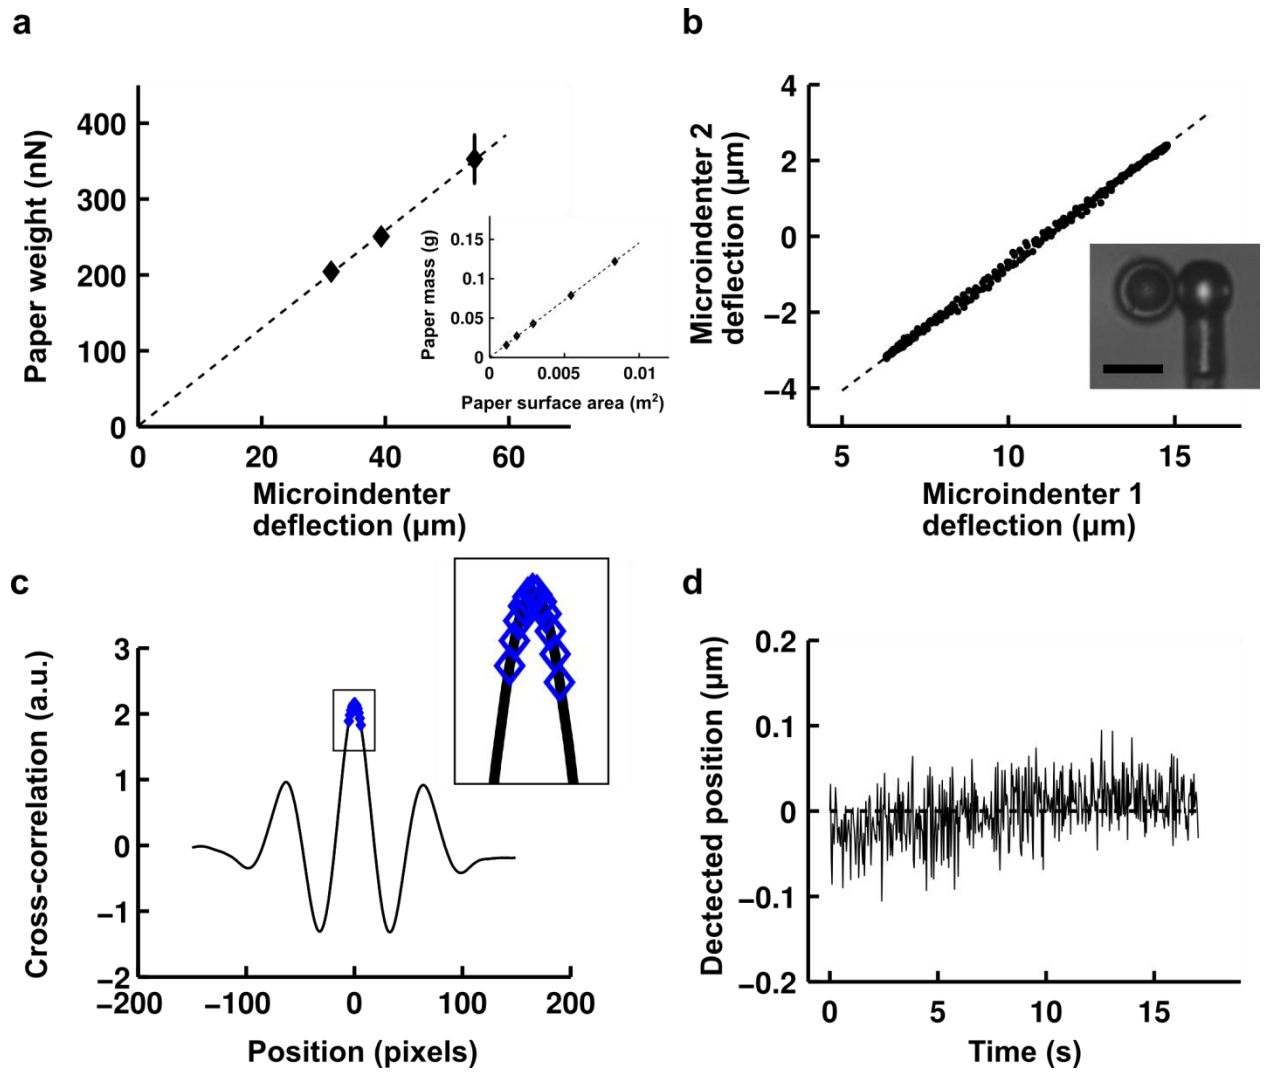 a
Paper weight (nN)
400
300
200
100
0
0
20
40
60
Microindenter
deflection (µm)
Paper mass (g)
0.15
0.1
0.05
0
0
0.005
0.01
Paper surface area (m²)
b
Microindenter 2
deflection (µm)
4
2
0
−2
−4
5
10
15
Microindenter 1
deflection (µm)
c
Cross-correlation (a.u.)
3
2
1
0
−1
−2
−200
−100
0
100
200
Position (pixels)
d
Dectected position (µm)
0.2
0.1
0
−0.1
−0.2
0
5
10
15
Time (s)